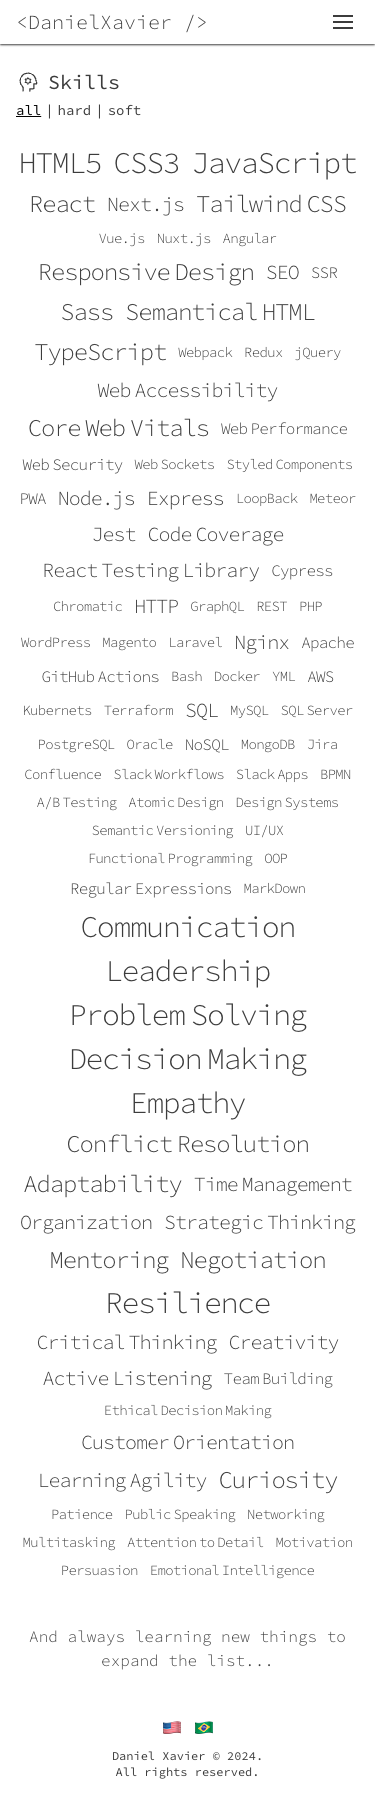 <DanielXavier />
Skills
all | hard | soft
HTML5 CSS3 JavaScript
React Next.js Tailwind CSS
Vue.js Nuxt.js Angular
Responsive Design SEO SSR
Sass Semantical HTML
TypeScript Webpack Redux jQuery
Web Accessibility
Core Web Vitals Web Performance
Web Security Web Sockets Styled Components
PWA Node.js Express LoopBack Meteor
Jest Code Coverage
React Testing Library Cypress
Chromatic HTTP GraphQL REST PHP
WordPress Magento Laravel Nginx Apache
GitHub Actions Bash Docker YML AWS
Kubernets Terraform SQL MySQL SQL Server
PostgreSQL Oracle NoSQL MongoDB Jira
Confluence Slack Workflows Slack Apps BPMN
A/B Testing Atomic Design Design Systems
Semantic Versioning UI/UX
Functional Programming OOP
Regular Expressions MarkDown
Communication
Leadership
Problem Solving
Decision Making
Empathy
Conflict Resolution
Adaptability Time Management
Organization Strategic Thinking
Mentoring Negotiation
Resilience
Critical Thinking Creativity
Active Listening Team Building
Ethical Decision Making
Customer Orientation
Learning Agility Curiosity
Patience Public Speaking Networking
Multitasking Attention to Detail Motivation
Persuasion Emotional Intelligence
And always learning new things to
expand the list...
Daniel Xavier © 2024.
All rights reserved.